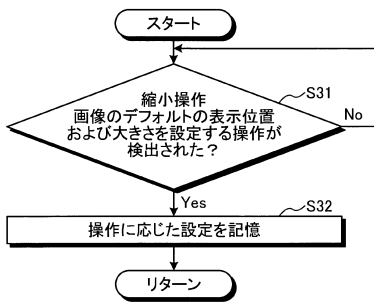 スタート
縮小操作
S31
画像のデフォルトの表示位置
および大きさを設定する操作が
検出された?
No
Yes
S32
操作に応じた設定を記憶
リターン